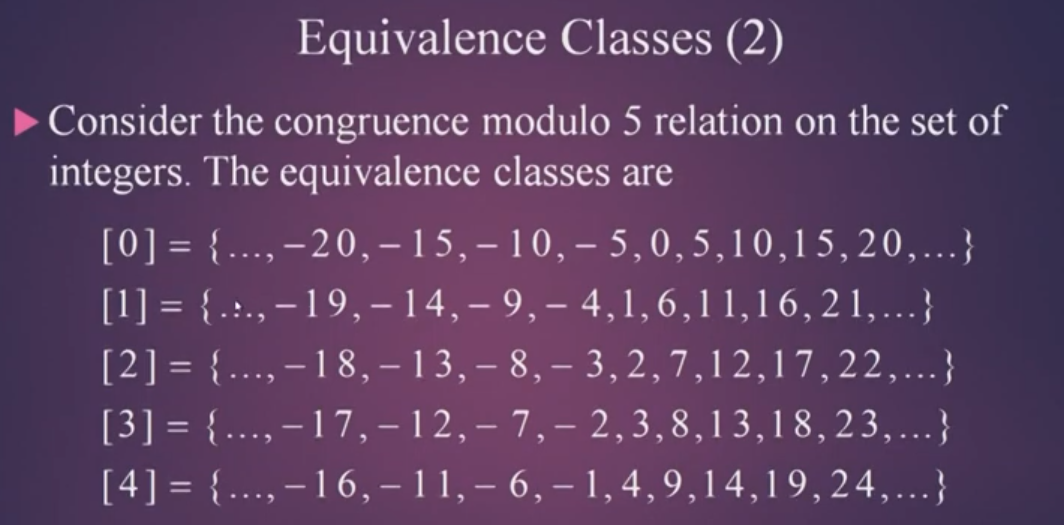 Equivalence Classes (2)
Consider the congruence modulo 5 relation on the set of
integers. The equivalence classes are
[0] = {..., −20, −15, −10, −5, 0, 5, 10, 15, 20, ...}
[1] = {..., −19, −14, −9, −4, 1, 6, 11, 16, 21, ...}
[2] = {..., −18, −13, −8, −3, 2, 7, 12, 17, 22, ...}
[3] = {..., −17, −12, −7, −2, 3, 8, 13, 18, 23, ...}
[4] = {..., −16, −11, −6, −1, 4, 9, 14, 19, 24, ...}